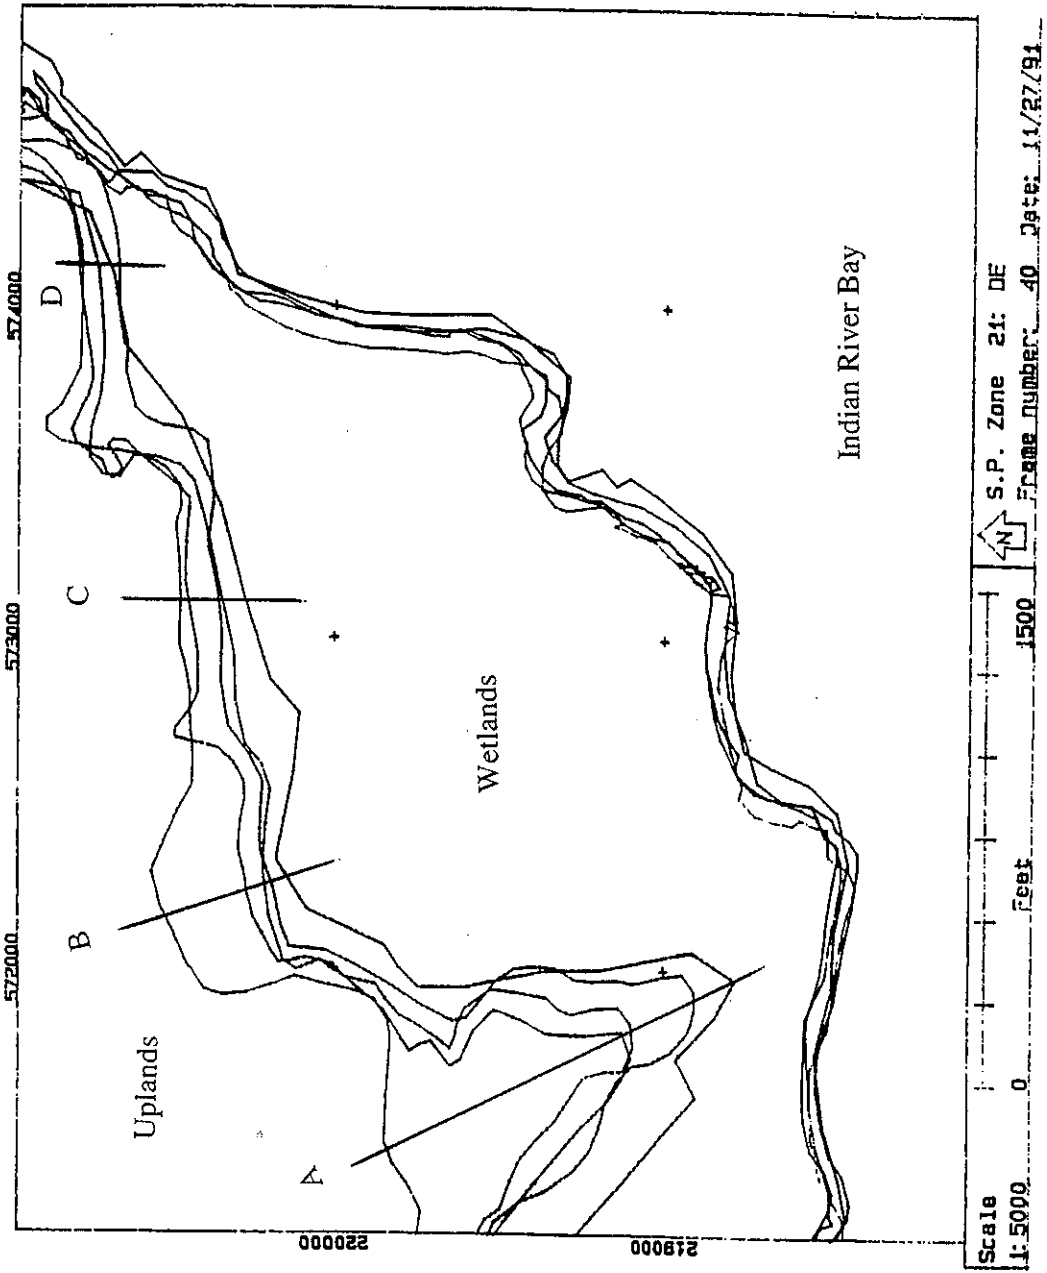 574000
573000
572000
D
C
B
A
Uplands
Wetlands
Indian River Bay
220000
219000
Scale
1:5000
0 Feet 1500
N
S.P. Zone 21: DE
Frame number: 40 Date: 11/27/91